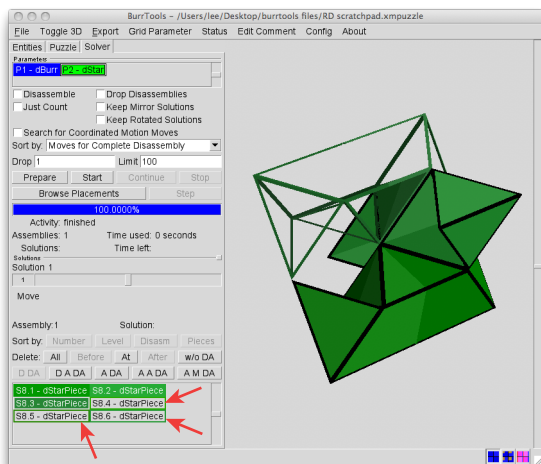 BurrTools - /Users/lee/Desktop/burrtools files/RD scratchpad.xmpuzzle
File Toggle 3D Export Grid Parameter Status Edit Comment Config About
Entities Puzzle Solver
Parameters
P1 - dBurr P2 - dStar
Disassemble Drop Disassemblies
Just Count Keep Mirror Solutions
Keep Rotated Solutions
Search for Coordinated Motion Moves
Sort by: Moves for Complete Disassembly
Drop 1 Limit 100
Prepare Start Continue Stop
Browse Placements Step
100.0000%
Activity: finished
Assemblies: 1 Time used: 0 seconds
Solutions: Time left:
Solutions
Solution 1
1
Move
Assembly:1 Solution:
Sort by: Number Level Disasm Pieces
Delete: All Before At After w/o DA
D DA D A DA A DA A A DA A M DA
S8.1 - dStarPiece S8.2 - dStarPiece
S8.3 - dStarPiece S8.4 - dStarPiece
S8.5 - dStarPiece S8.6 - dStarPiece